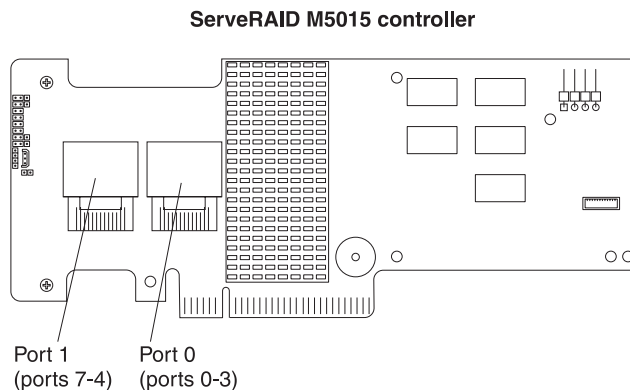 ServeRAID M5015 controller
Port 1
(ports 7-4)
Port 0
(ports 0-3)